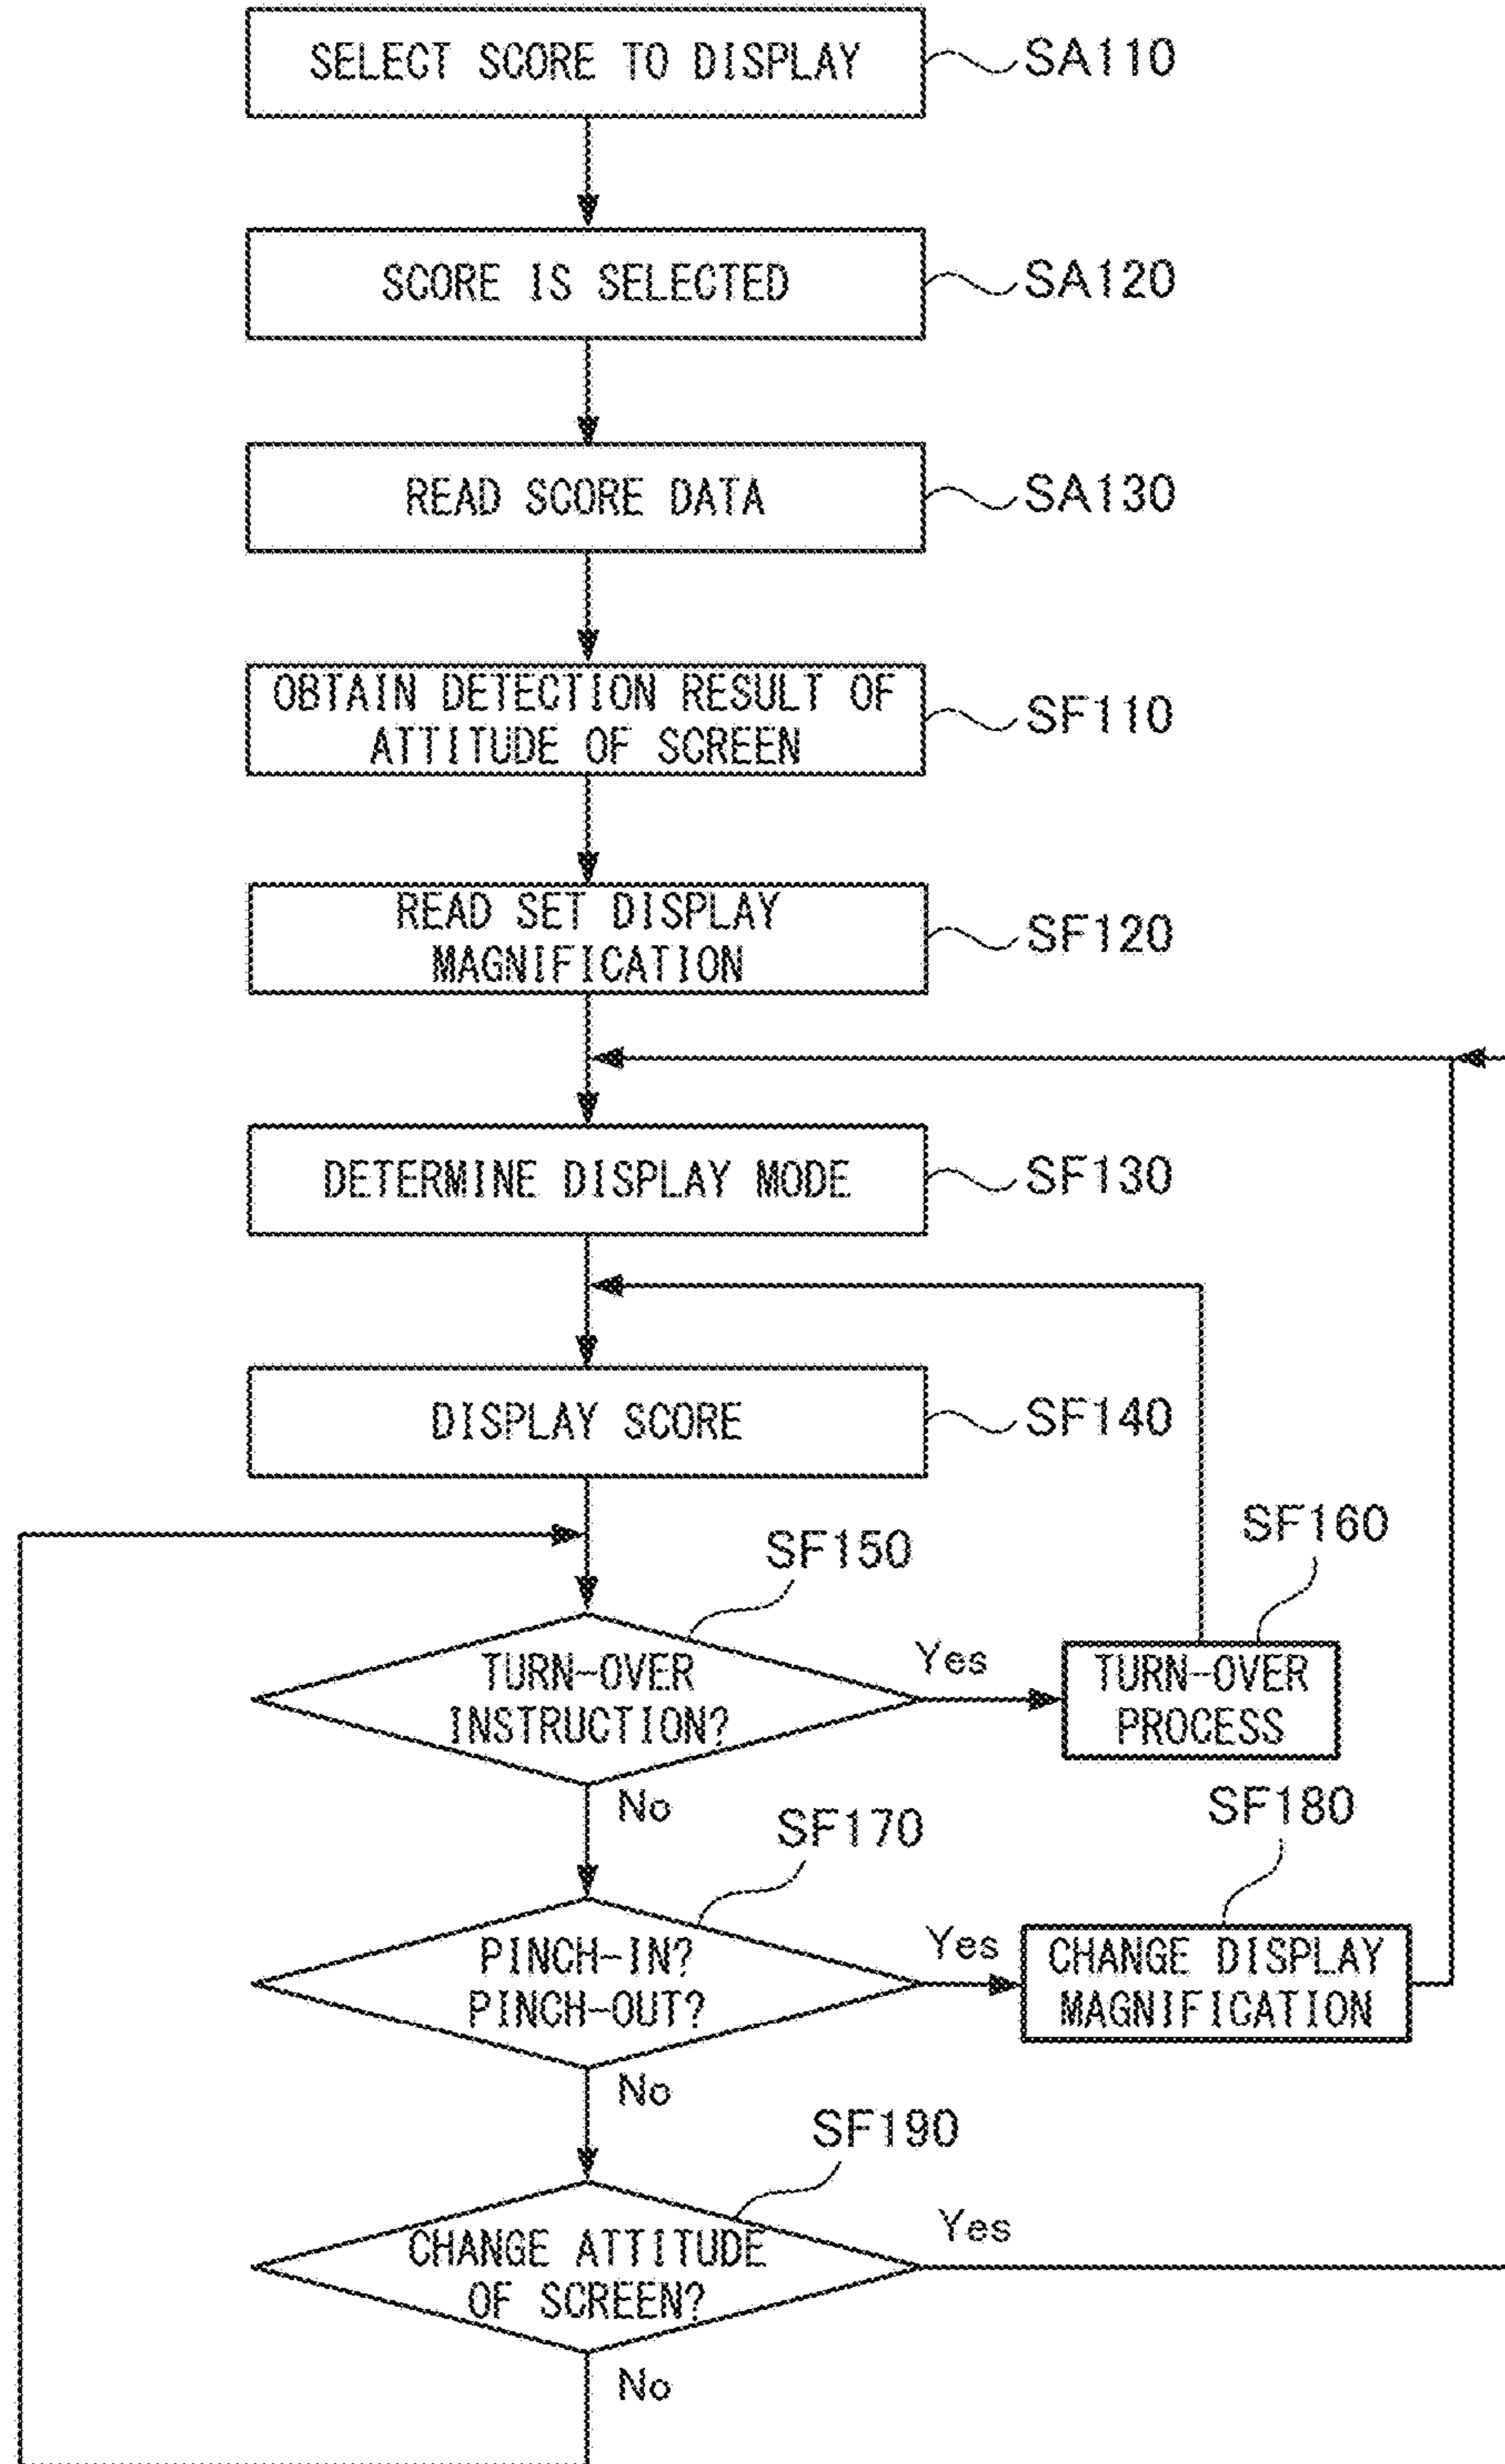 SELECT SCORE TO DISPLAY
SA110
SCORE IS SELECTED
SA120
READ SCORE DATA
SA130
OBTAIN DETECTION RESULT OF
ATTITUDE OF SCREEN
SF110
READ SET DISPLAY
MAGNIFICATION
SF120
DETERMINE DISPLAY MODE
SF130
DISPLAY SCORE
SF140
SF150
TURN-OVER
INSTRUCTION?
Yes
No
SF160
TURN-OVER
PROCESS
SF170
PINCH-IN?
PINCH-OUT?
Yes
No
SF180
CHANGE DISPLAY
MAGNIFICATION
SF190
CHANGE ATTITUDE
OF SCREEN?
Yes
No